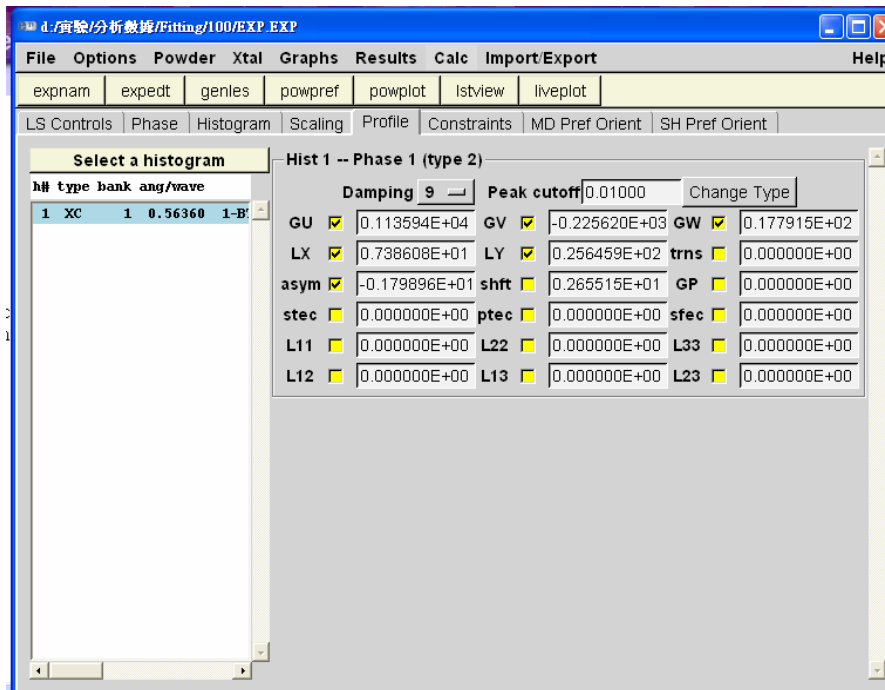 d:/實驗/分析數據/Fitting/100/EXP.EXP
File Options Powder Xtal Graphs Results Calc Import/Export Help
expnam expedt genles powpref powplot lstview liveplot
LS Controls Phase Histogram Scaling Profile Constraints MD Pref Orient SH Pref Orient
Select a histogram
h# type bank ang/wave
1 XC 1 0.56360 1-B
Hist 1 -- Phase 1 (type 2)
Damping 9 Peak cutoff 0.01000 Change Type
GU 0.113594E+04 GV -0.225620E+03 GW 0.177915E+02
LX 0.738608E+01 LY 0.256459E+02 trns 0.000000E+00
asym -0.179896E+01 shft 0.265515E+01 GP 0.000000E+00
stec 0.000000E+00 ptec 0.000000E+00 sfec 0.000000E+00
L11 0.000000E+00 L22 0.000000E+00 L33 0.000000E+00
L12 0.000000E+00 L13 0.000000E+00 L23 0.000000E+00